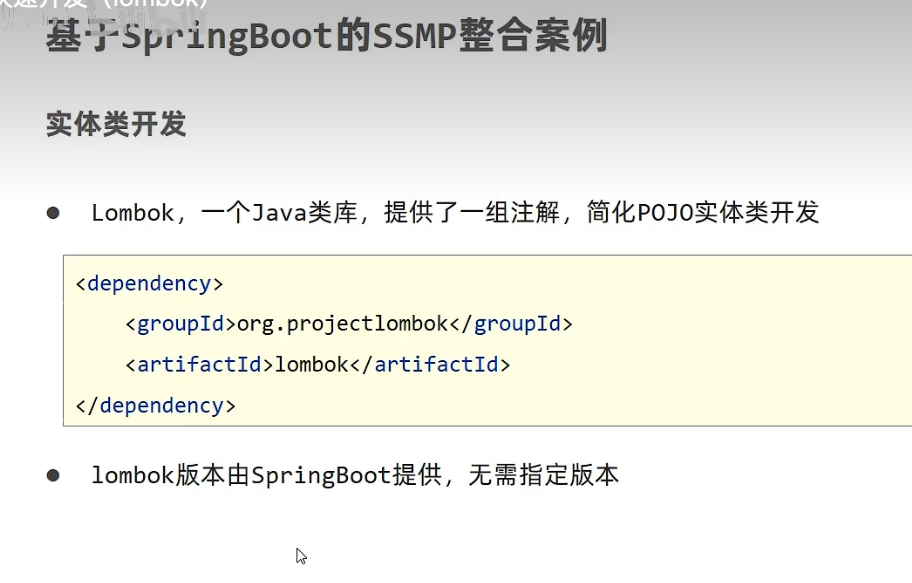 快速开发（lombok）
基于SpringBoot的SSMP整合案例
实体类开发
● Lombok，一个Java类库，提供了一组注解，简化POJO实体类开发
<dependency>
    <groupId>org.projectlombok</groupId>
    <artifactId>lombok</artifactId>
</dependency>
● lombok版本由SpringBoot提供，无需指定版本